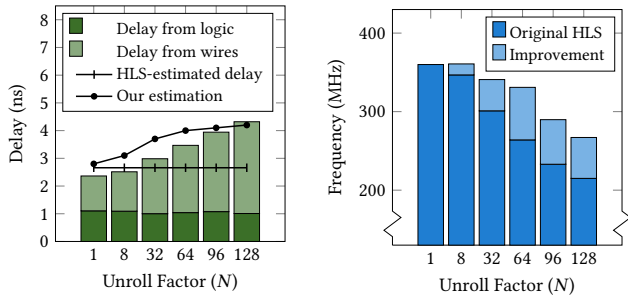 8
7
6
5
4
3
2
1
0
Delay (ns)
Delay from logic
Delay from wires
HLS-estimated delay
Our estimation
1 8 32 64 96 128
Unroll Factor (N)
400
300
200
Frequency (MHz)
Original HLS
Improvement
1 8 32 64 96 128
Unroll Factor (N)